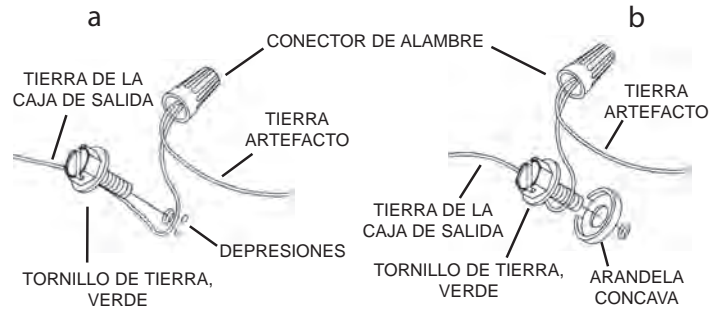 a
b
CONECTOR DE ALAMBRE
TIERRA DE LA
CAJA DE SALIDA
TIERRA
ARTEFACTO
DEPRESIONES
TORNILLO DE TIERRA,
VERDE
TIERRA
ARTEFACTO
TIERRA DE LA
CAJA DE SALIDA
TORNILLO DE TIERRA,
VERDE
ARANDELA
CONCAVA